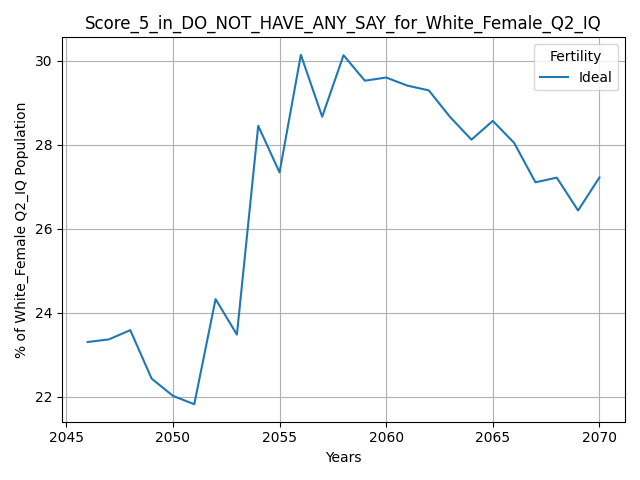 Score_5_in_DO_NOT_HAVE_ANY_SAY_for_White_Female_Q2_IQ
Fertility
Ideal
% of White_Female Q2_IQ Population
30
28
26
24
22
2045
2050
2055
2060
2065
2070
Years